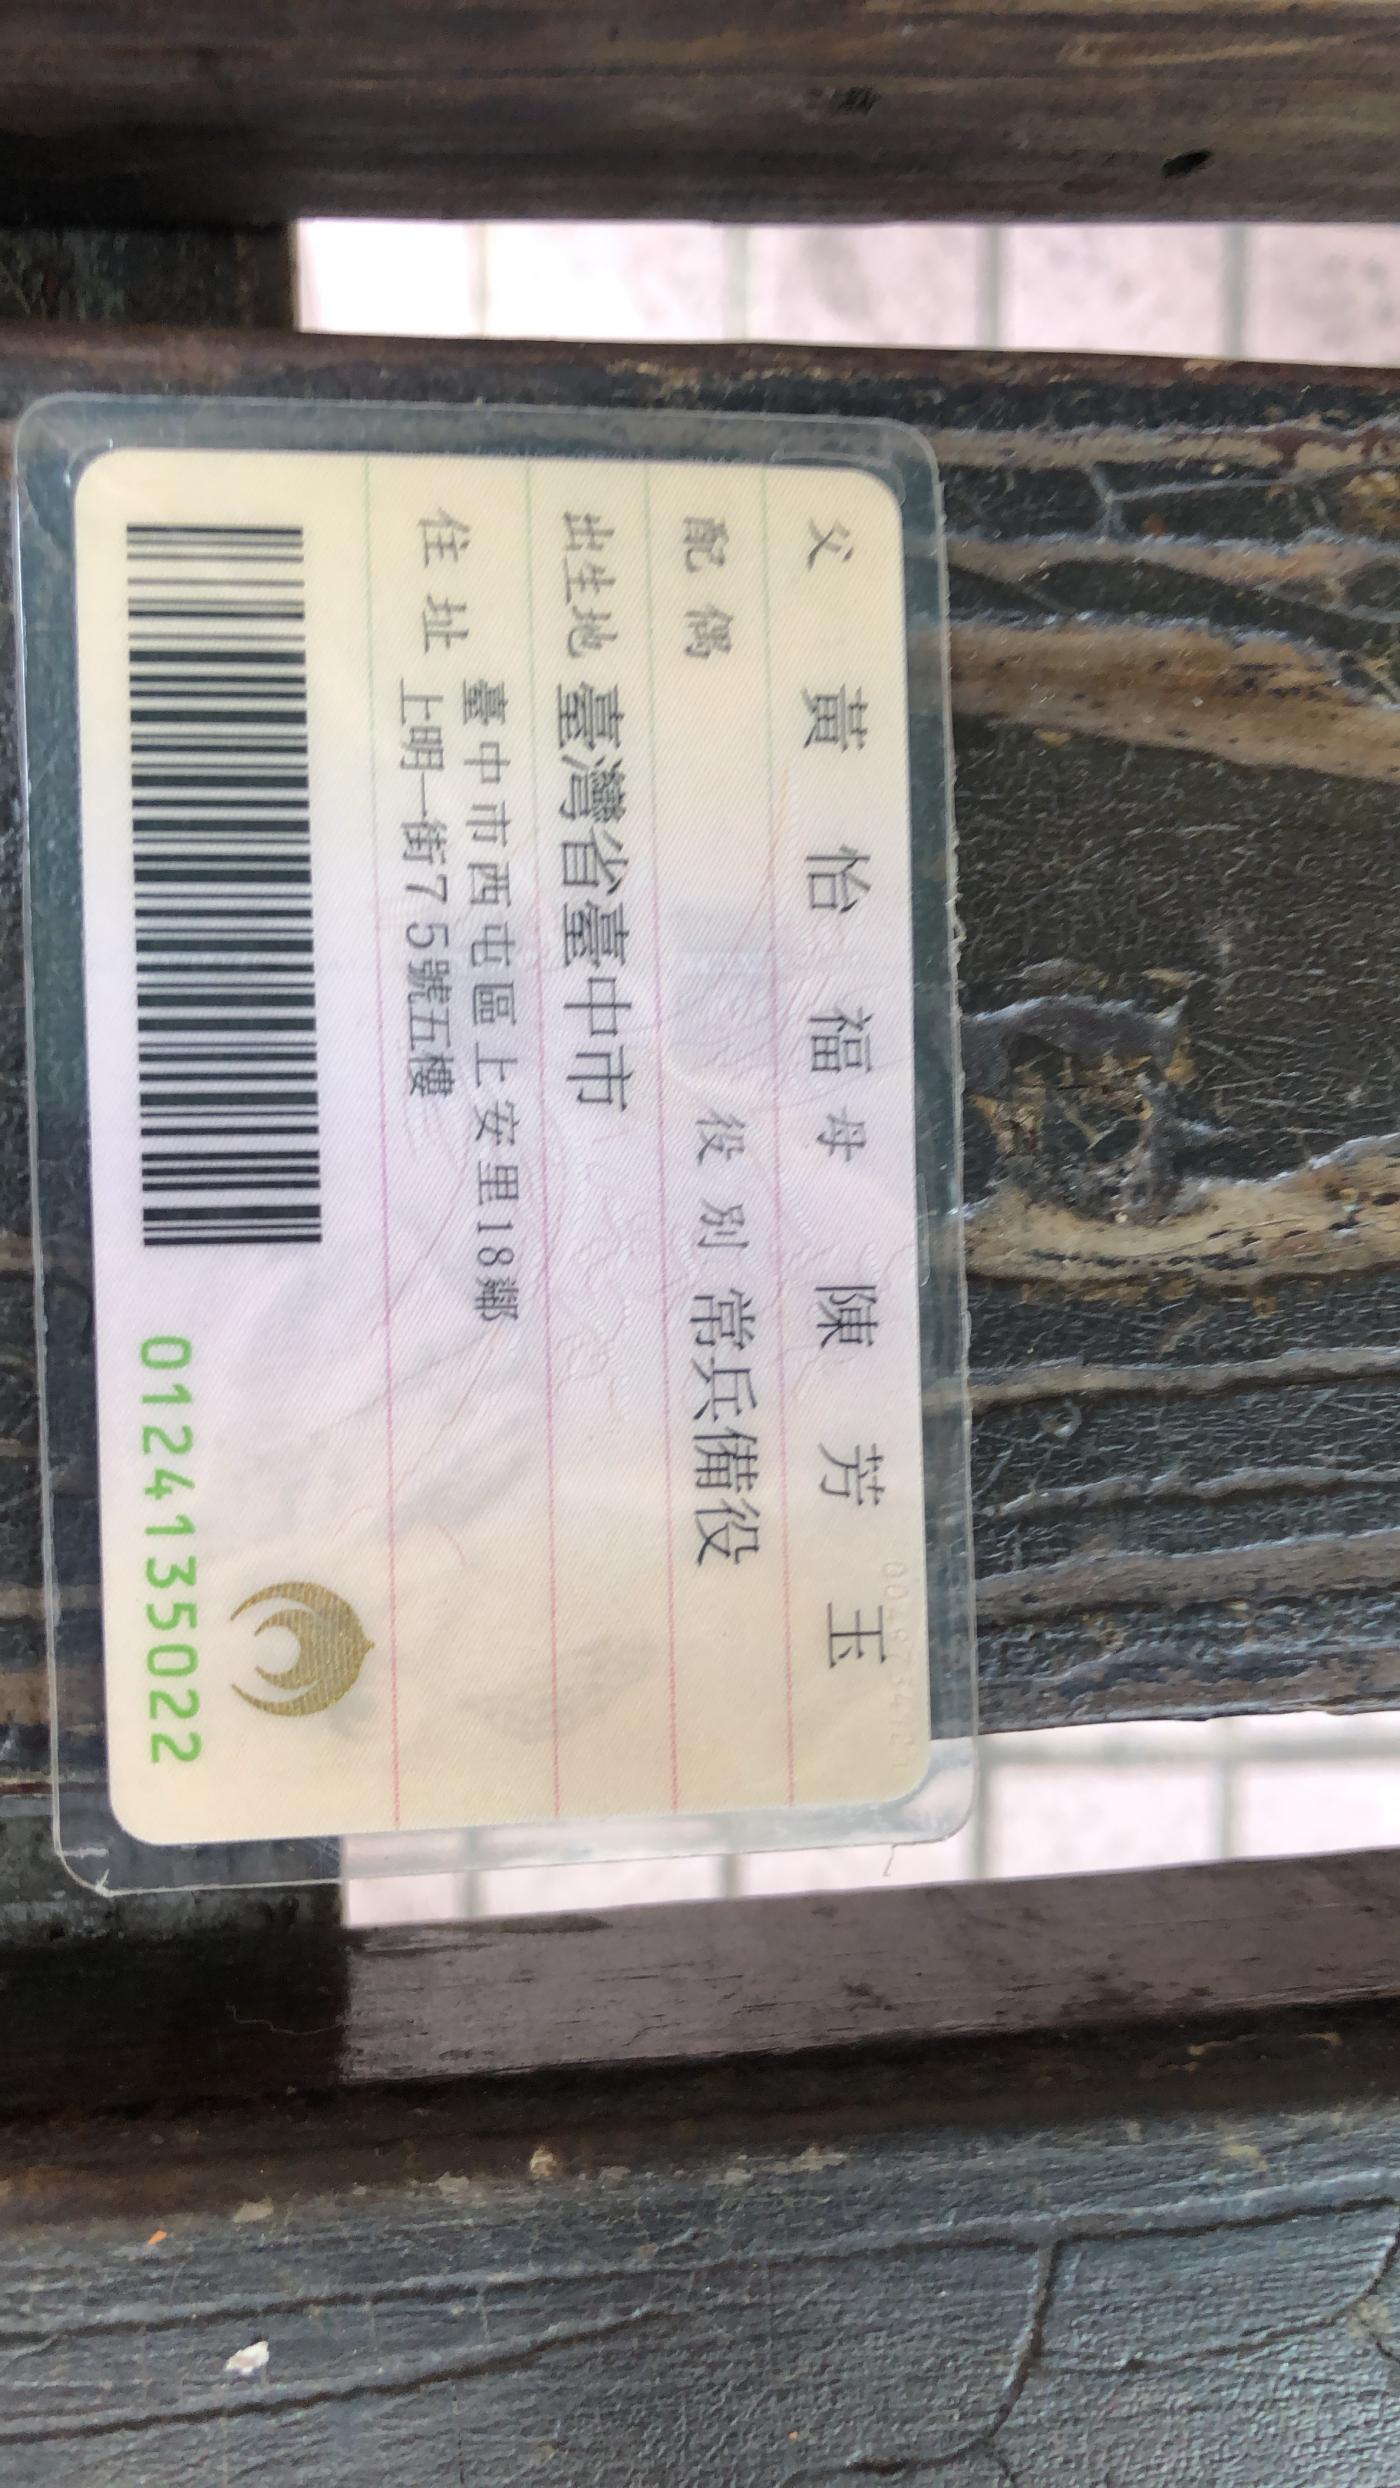 父 黃怡福 母 陳芳玉
配偶 役別 常兵備役
出生地 臺灣省臺中市
住址 臺中市西屯區上安里18鄰
上明一街75號五樓
0124135022